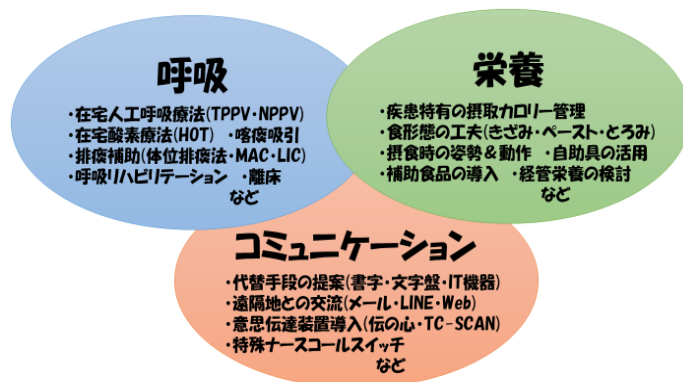 呼吸
・在宅人工呼吸療法(TPPV・NPPV)
・在宅酸素療法(HOT)　・喀痰吸引
・排痰補助(体位排痰法・MAC・LIC)
・呼吸リハビリテーション　・離床
など
栄養
・疾患特有の摂取カロリー管理
・食形態の工夫(きざみ・ペースト・とろみ)
・摂食時の姿勢&動作　・自助具の活用
・補助食品の導入　・経管栄養の検討
など
コミュニケーション
・代替手段の提案(書字・文字盤・IT機器)
・遠隔地との交流(メール・LINE・Web)
・意思伝達装置導入(伝の心・TC-SCAN)
・特殊ナースコールスイッチ
など